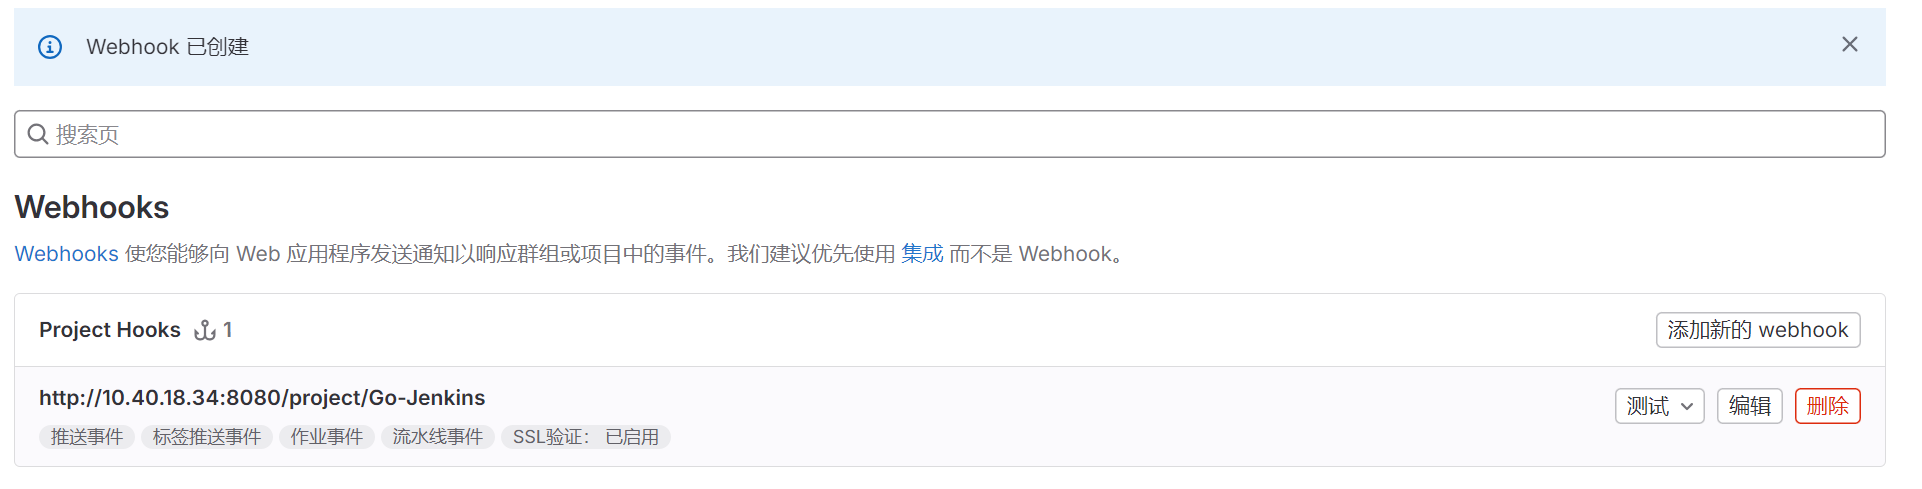 Webhook 已创建
搜索页
Webhooks
Webhooks 使您能够向 Web 应用程序发送通知以响应群组或项目中的事件。我们建议优先使用 集成 而不是 Webhook。
Project Hooks 1 添加新的 webhook
http://10.40.18.34:8080/project/Go-Jenkins 测试 编辑 删除
推送事件 标签推送事件 作业事件 流水线事件 SSL验证： 已启用